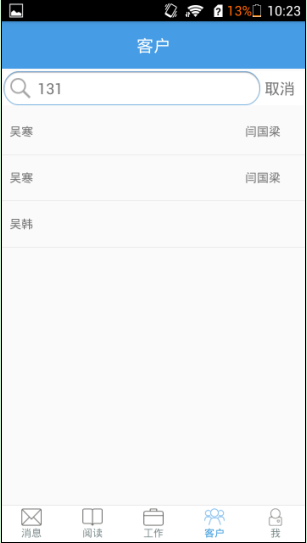 13% 10:23
客户
131 取消
吴寒 闫国梁
吴寒 闫国梁
吴韩
消息 阅读 工作 客户 我